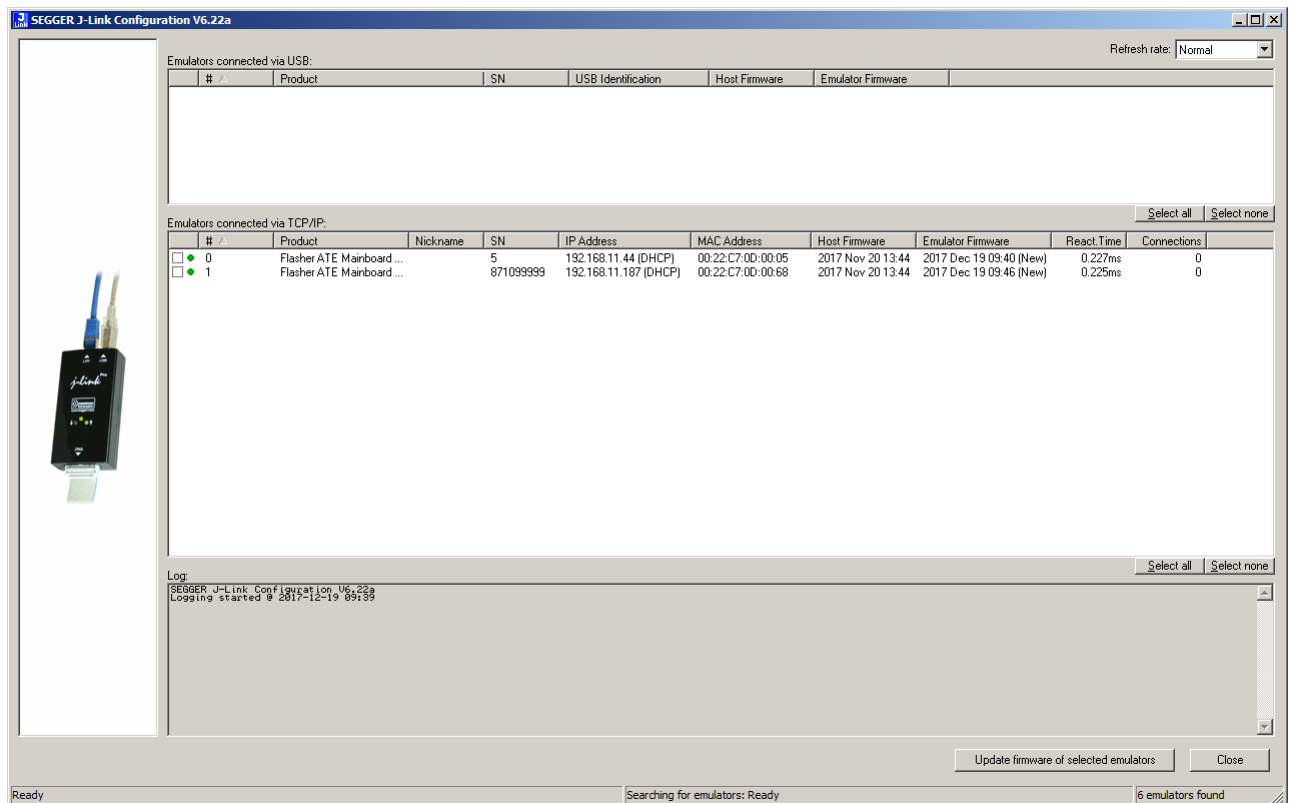 SEGGER J-Link Configuration V6.22a
Refresh rate: Normal
Emulators connected via USB:
# Product SN USB Identification Host Firmware Emulator Firmware
Select all Select none
Emulators connected via TCP/IP:
# Product Nickname SN IP Address MAC Address Host Firmware Emulator Firmware React.Time Connections
0 Flasher ATE Mainboard ... 5 192.168.11.44 (DHCP) 00:22:C7:0D:00:05 2017 Nov 20 13:44 2017 Dec 19 09:40 (New) 0.227ms 0
1 Flasher ATE Mainboard ... 871099999 192.168.11.187 (DHCP) 00:22:C7:0D:00:68 2017 Nov 20 13:44 2017 Dec 19 09:46 (New) 0.225ms 0
J-Link Pro
Select all Select none
Log:
SEGGER J-Link Configuration V6.22a
Logging started @ 2017-12-19 09:39
Update firmware of selected emulators Close
Ready Searching for emulators: Ready 6 emulators found